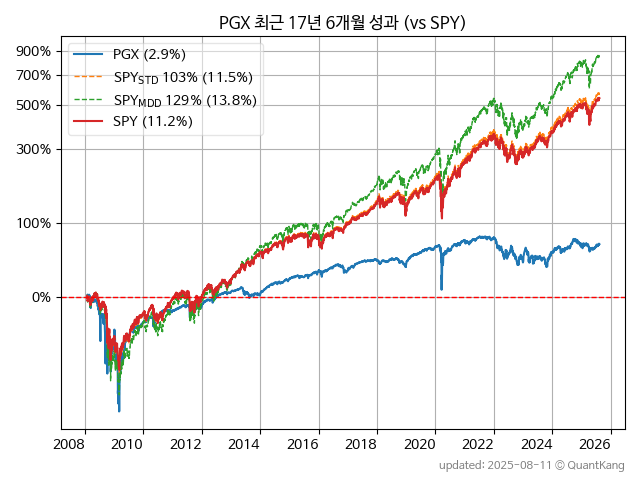 PGX 최근 17년 6개월 성과 (vs SPY)
900%
700%
500%
300%
100%
0%
PGX (2.9%)
SPY_STD 103% (11.5%)
SPY_MDD 129% (13.8%)
SPY (11.2%)
2008 2010 2012 2014 2016 2018 2020 2022 2024 2026
updated: 2025-08-11 ⓒ QuantKang